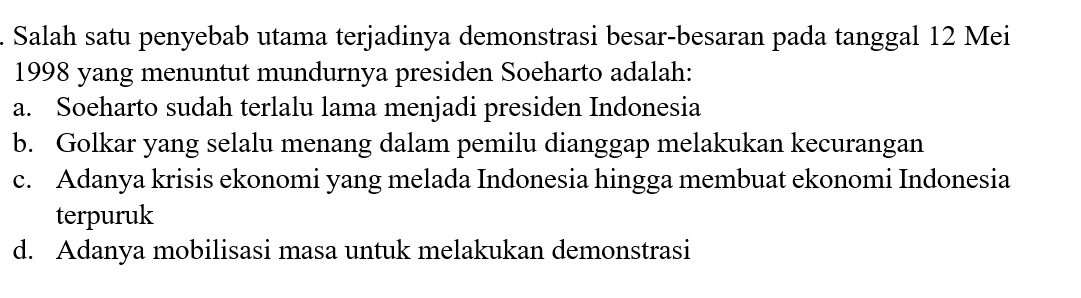 . Salah satu penyebab utama terjadinya demonstrasi besar-besaran pada tanggal 12 Mei
1998 yang menuntut mundurnya presiden Soeharto adalah:
a. Soeharto sudah terlalu lama menjadi presiden Indonesia
b. Golkar yang selalu menang dalam pemilu dianggap melakukan kecurangan
c. Adanya krisis ekonomi yang melada Indonesia hingga membuat ekonomi Indonesia
terpuruk
d. Adanya mobilisasi masa untuk melakukan demonstrasi